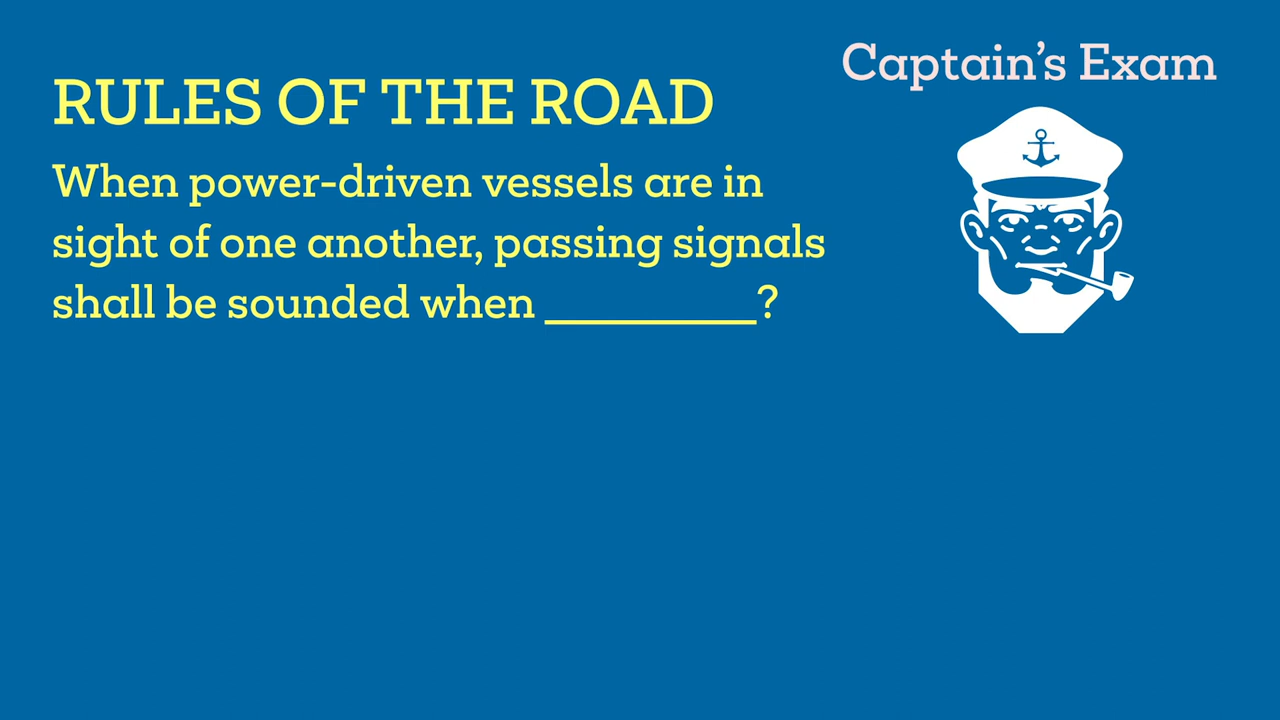 Captain's Exam
RULES OF THE ROAD
When power-driven vessels are in
sight of one another, passing signals
shall be sounded when _________?